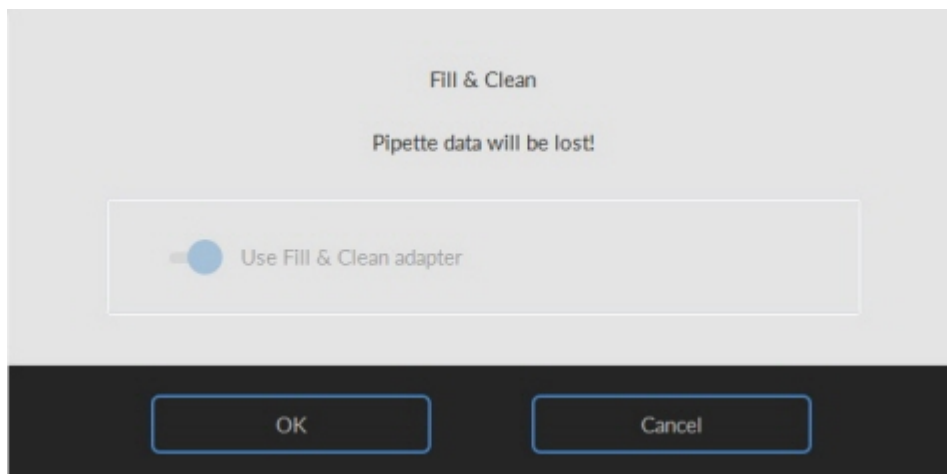 Fill & Clean
Pipette data will be lost!
Use Fill & Clean adapter
OK
Cancel